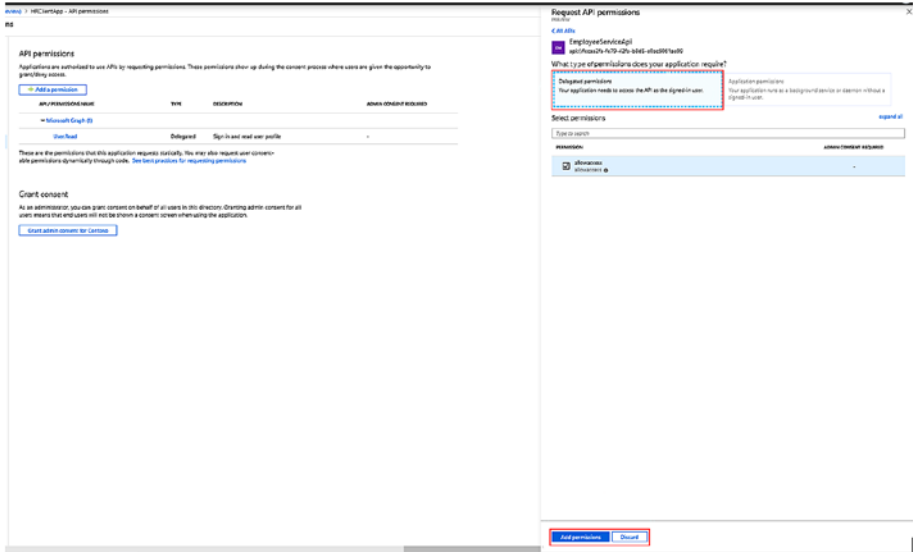 HRClientApp - API permissions
API permissions
Applications are authorized to use APIs by requesting permissions. These permissions show up during the consent process where users are given the opportunity to
grant/deny access.
+ Add a permission
API / PERMISSIONS NAME TYPE DESCRIPTION ADMIN CONSENT REQUIRED
Microsoft Graph (1)
User.Read Delegated Sign in and read user profile -
These are the permissions that this application requests statically. You may also request user consent-
able permissions dynamically through code. See best practices for requesting permissions
Grant consent
As an administrator, you can grant consent on behalf of all users in this directory. Granting admin consent for all
users means that end users will not be shown a consent screen when using the application.
Grant admin consent for Contoso
Request API permissions
PREVIEW
All APIs
EmployeeServiceApi
What type of permissions does your application require?
Delegated permissions
Your application needs to access the API as the signed-in user.
Application permissions
Your application runs as a background service or daemon without a
signed-in user.
Select permissions expand all
Type to search
PERMISSION ADMIN CONSENT REQUIRED
allowaccess
allowaccess
-
Add permissions Discard